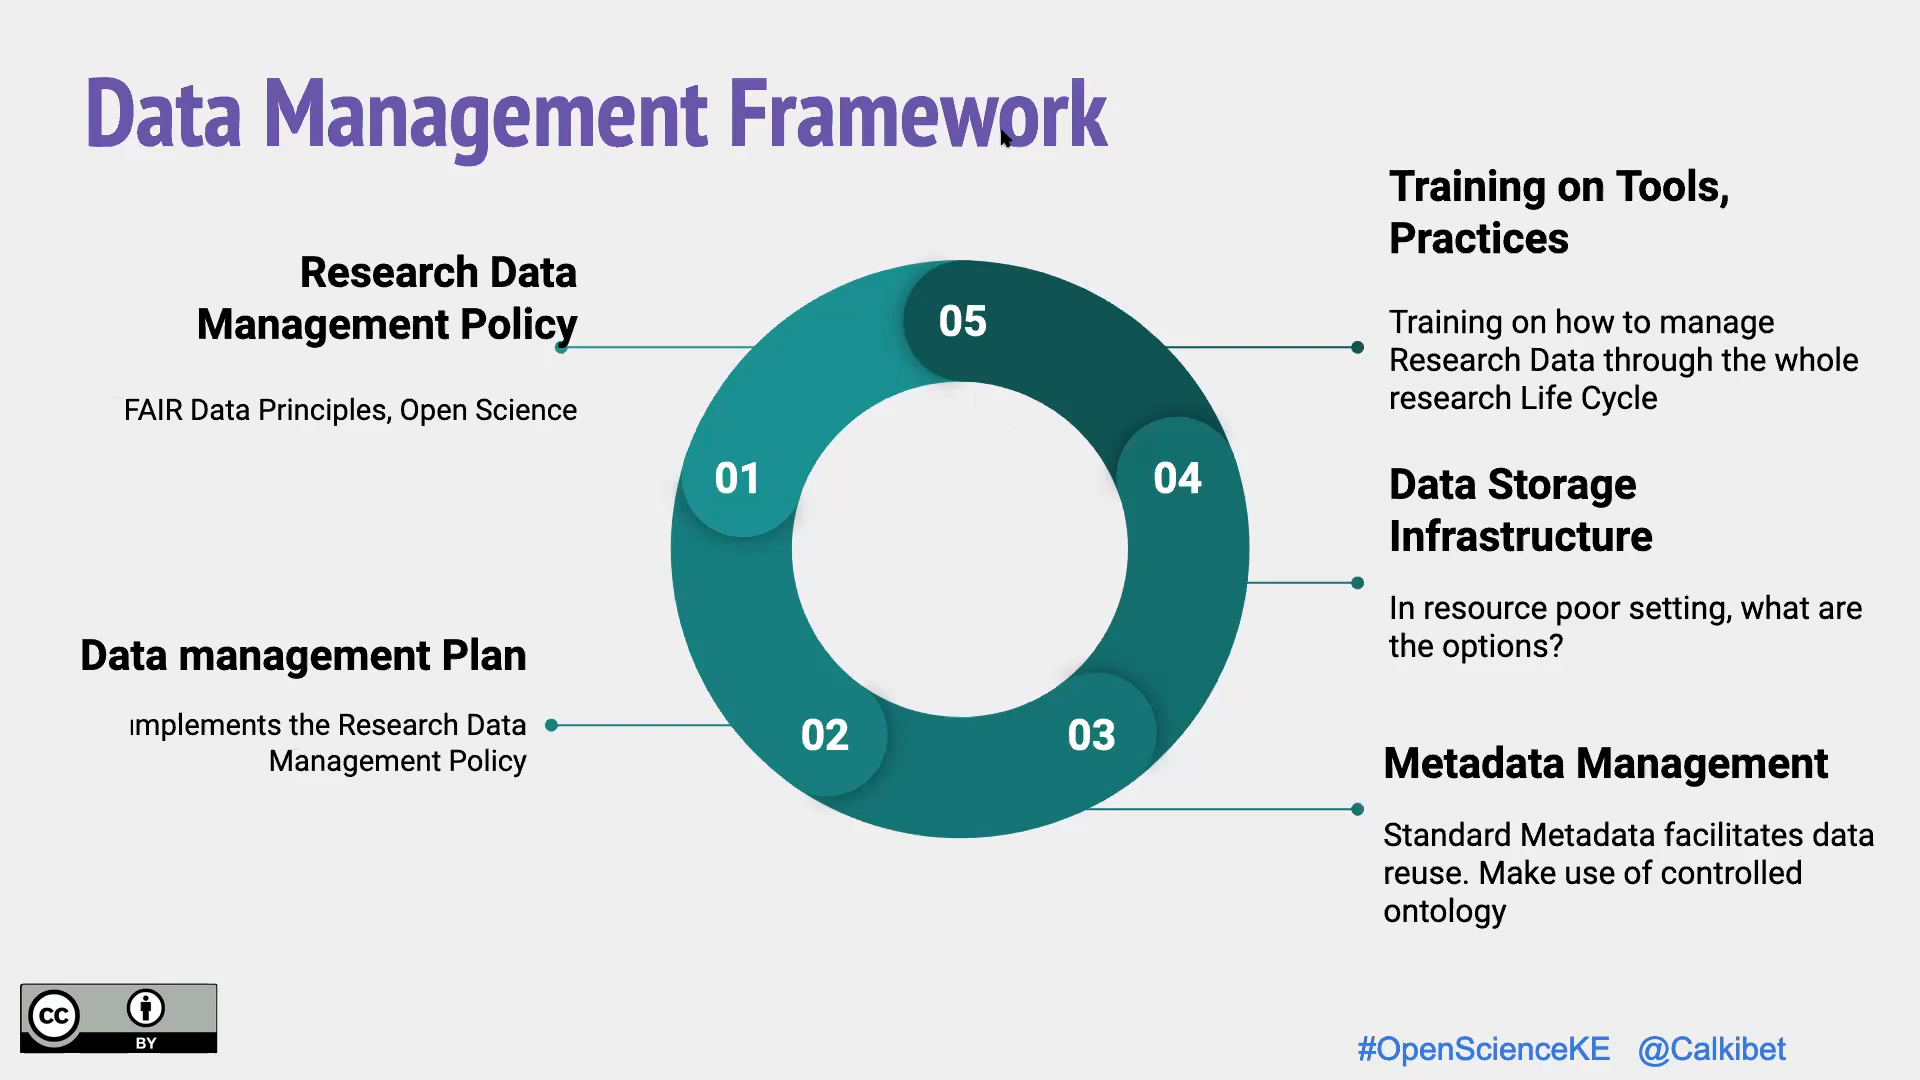 Data Management Framework
Research Data
Management Policy
FAIR Data Principles, Open Science
Data management Plan
implements the Research Data
Management Policy
01
02
03
04
05
Training on Tools,
Practices
Training on how to manage
Research Data through the whole
research Life Cycle
Data Storage
Infrastructure
In resource poor setting, what are
the options?
Metadata Management
Standard Metadata facilitates data
reuse. Make use of controlled
ontology
CC
BY
#OpenScienceKE @Calkibet